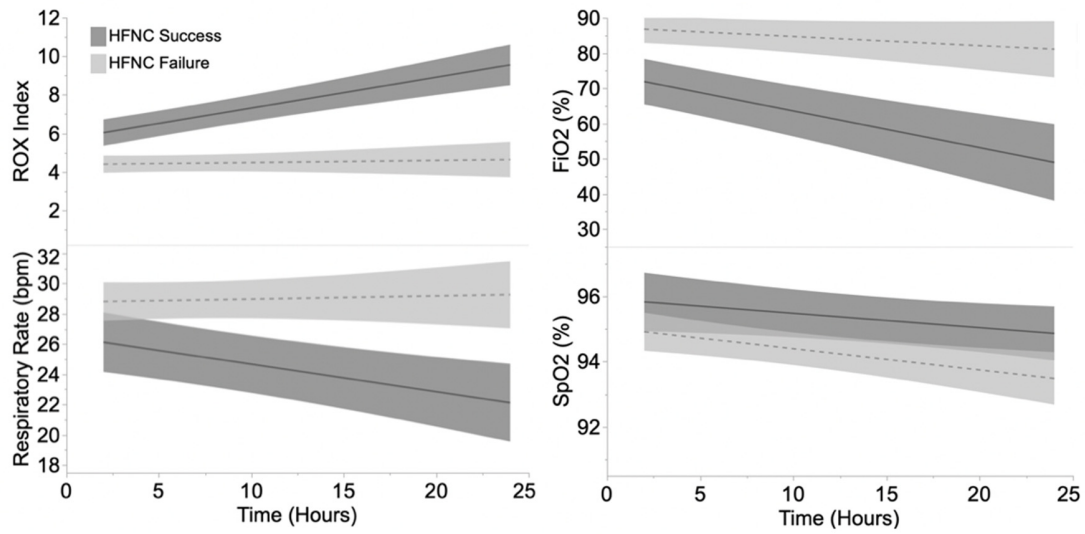 12
10
8
6
4
2
ROX Index
HFNC Success
HFNC Failure
90
80
70
60
50
40
30
FiO2 (%)
32
30
28
26
24
22
20
18
Respiratory Rate (bpm)
0 5 10 15 20 25
Time (Hours)
96
94
92
SpO2 (%)
0 5 10 15 20 25
Time (Hours)